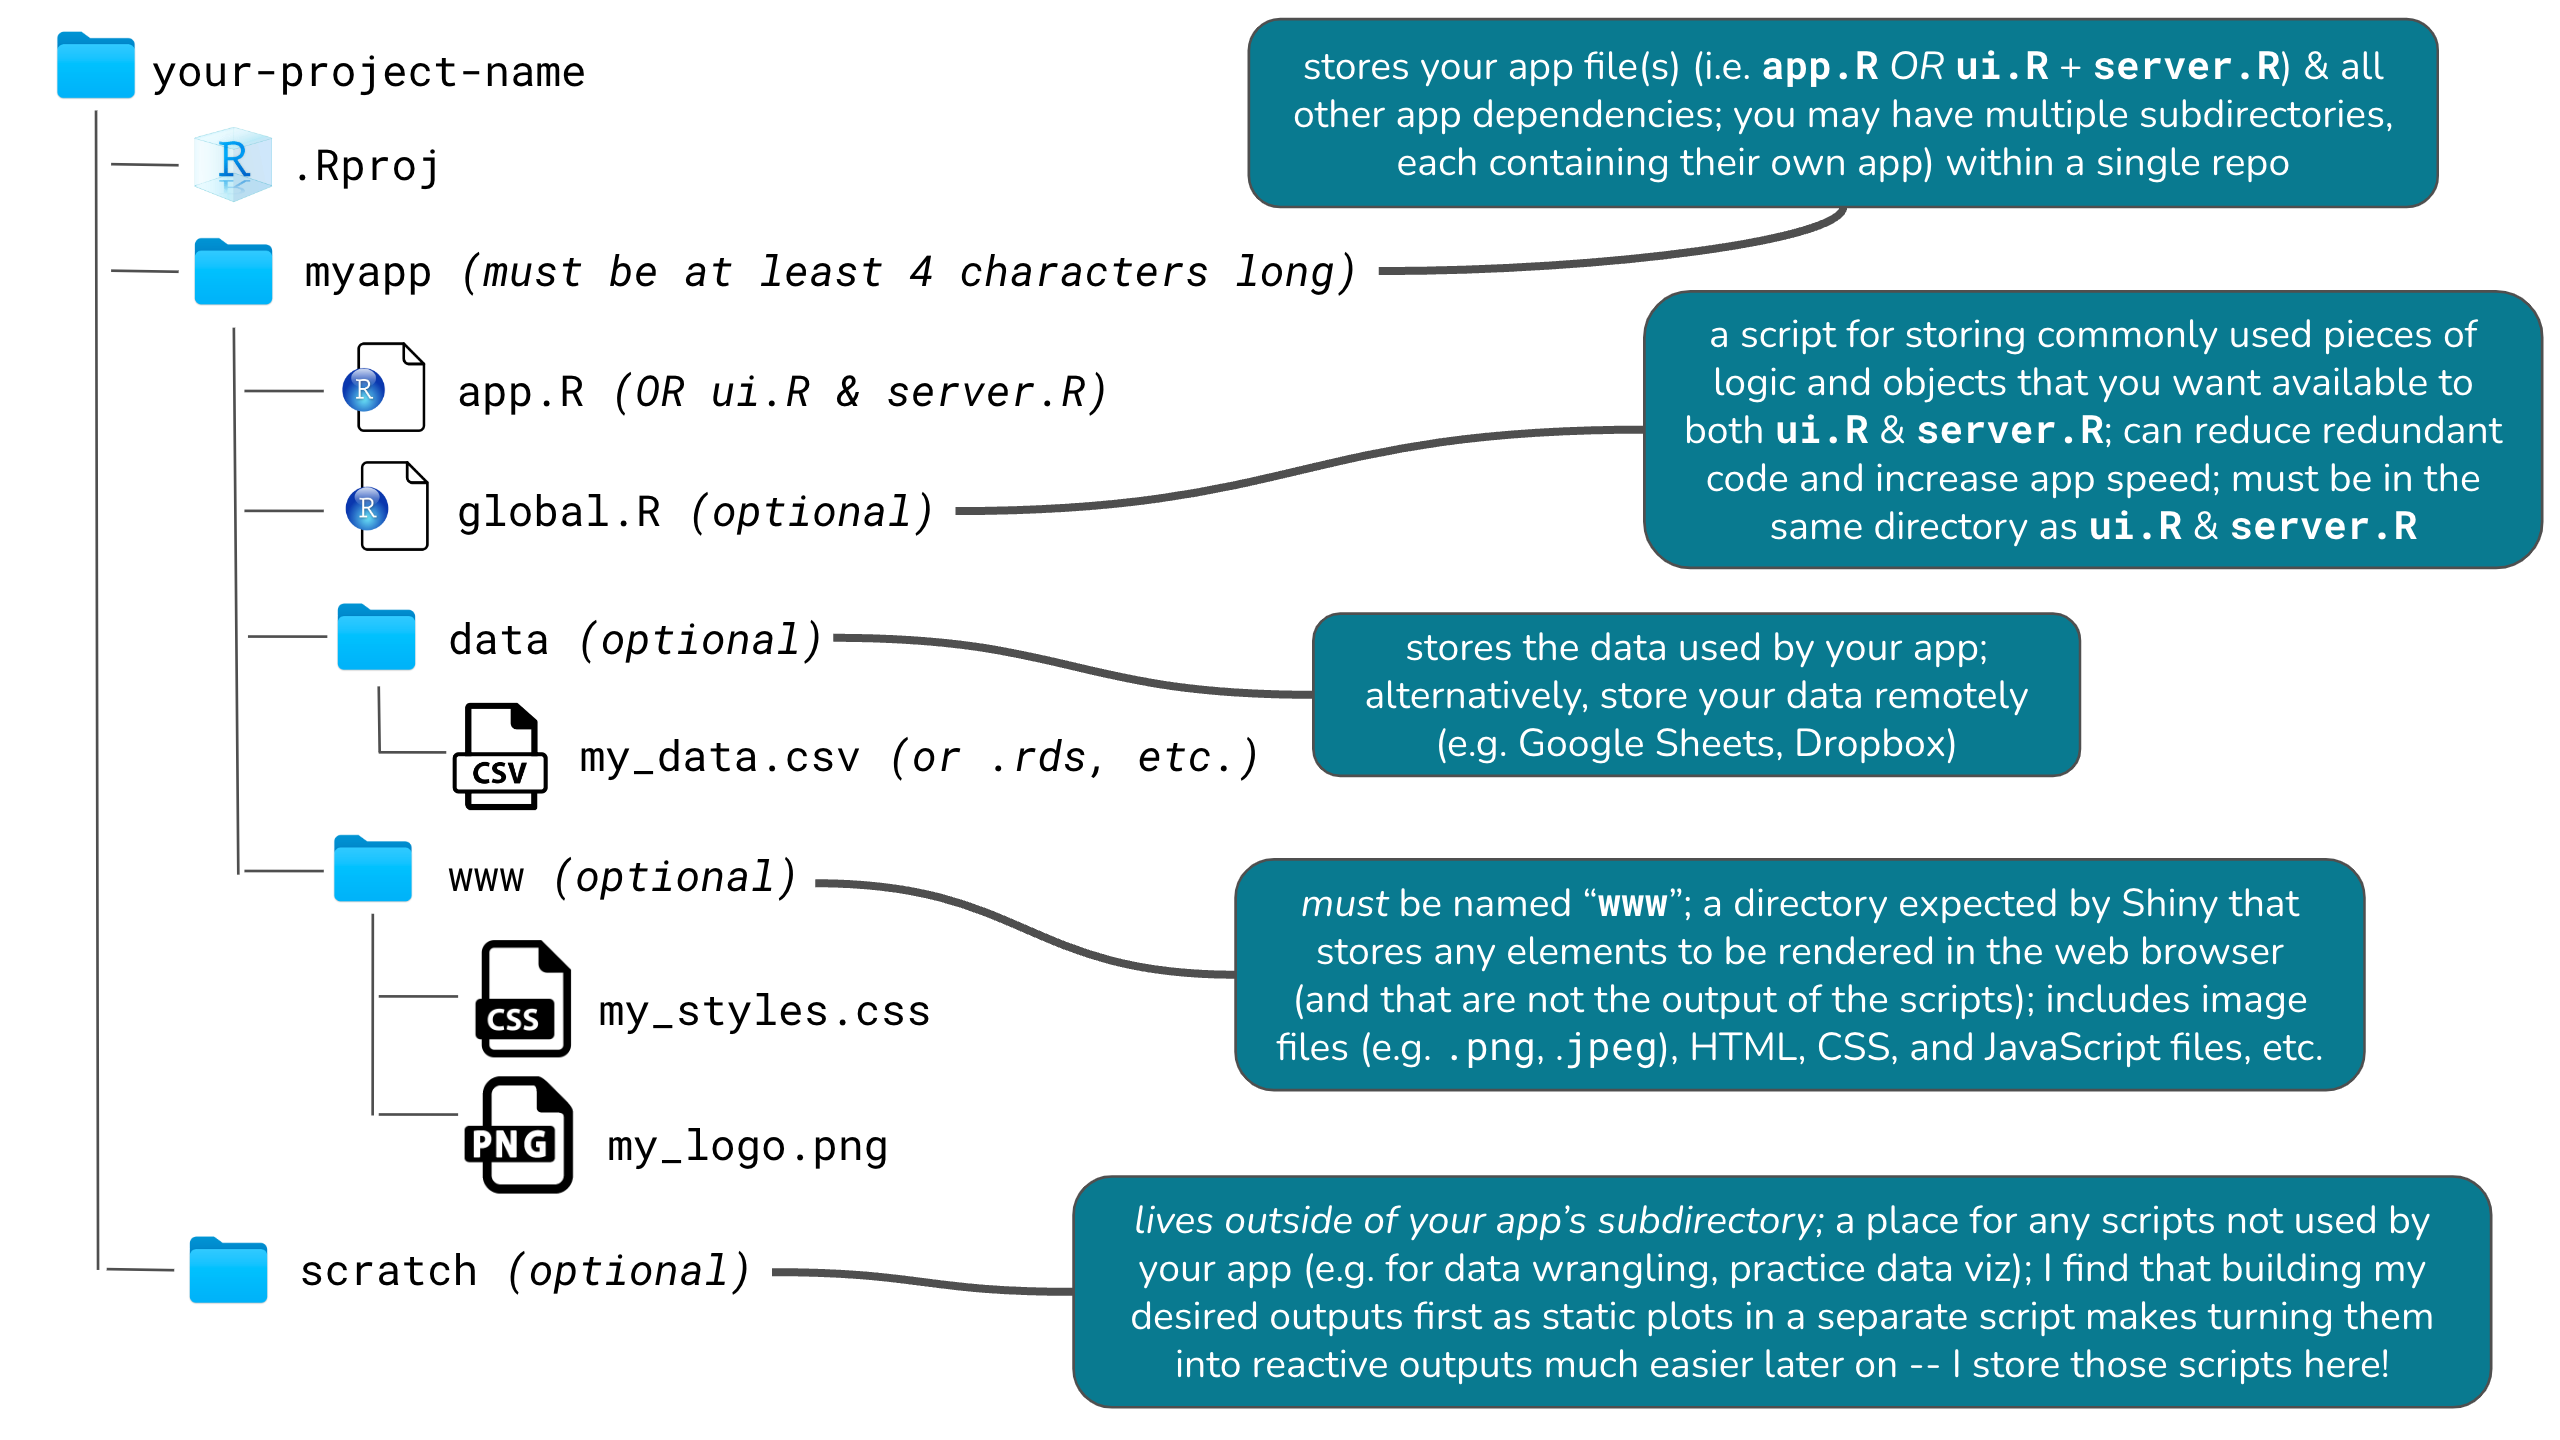 your-project-name
stores your app file(s) (i.e. app.R OR ui.R + server.R) & all
other app dependencies; you may have multiple subdirectories,
each containing their own app) within a single repo
R
.Rproj
myapp (must be at least 4 characters long)
a script for storing commonly used pieces of
logic and objects that you want available to
both ui.R & server.R; can reduce redundant
code and increase app speed; must be in the
same directory as ui.R & server.R
R
app.R (OR ui.R & server.R)
R
global.R (optional)
data (optional)
stores the data used by your app;
alternatively, store your data remotely
(e.g. Google Sheets, Dropbox)
CSV
my_data.csv (or .rds, etc.)
www (optional)
must be named “www”; a directory expected by Shiny that
stores any elements to be rendered in the web browser
(and that are not the output of the scripts); includes image
files (e.g. .png, .jpeg), HTML, CSS, and JavaScript files, etc.
CSS
my_styles.css
PNG
my_logo.png
scratch (optional)
lives outside of your app’s subdirectory; a place for any scripts not used by
your app (e.g. for data wrangling, practice data viz); I find that building my
desired outputs first as static plots in a separate script makes turning them
into reactive outputs much easier later on -- I store those scripts here!